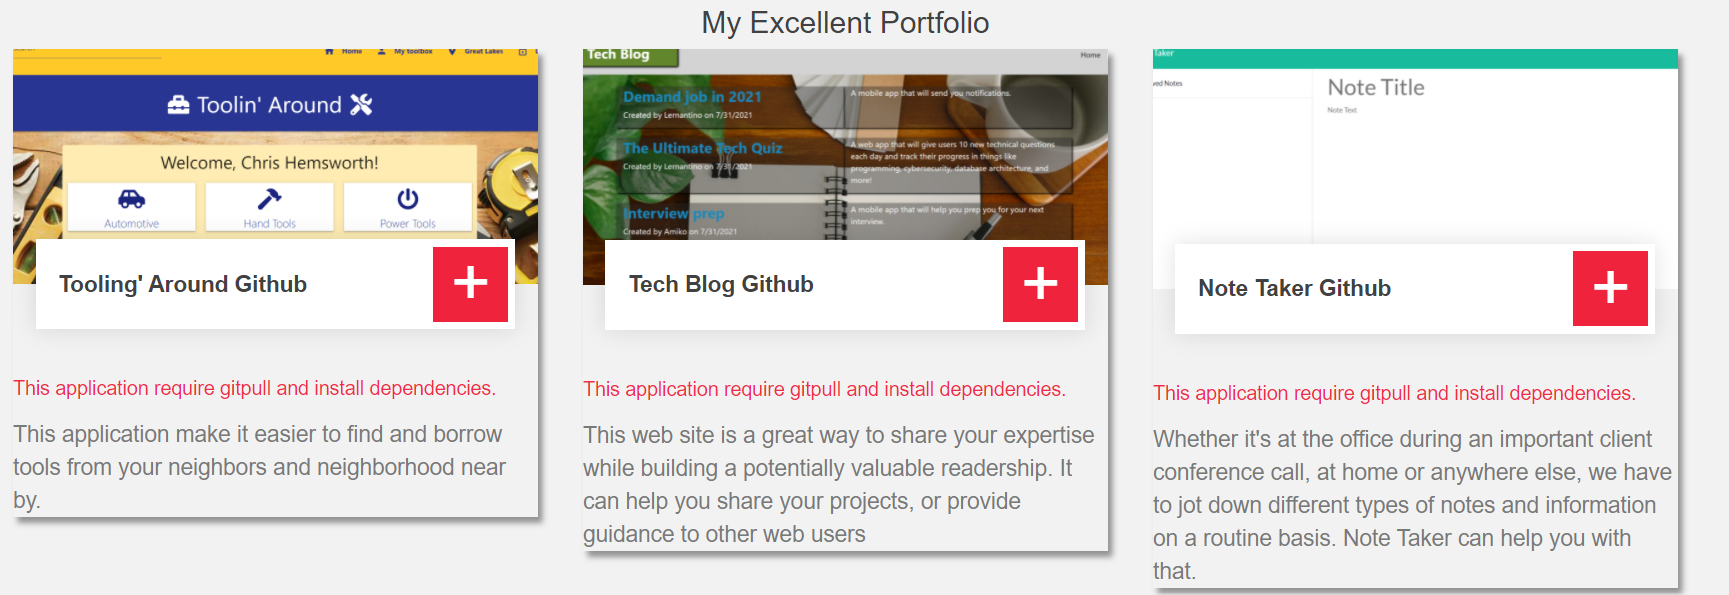 My Excellent Portfolio
Home My toolbox Great Lakes
Toolin' Around
Welcome, Chris Hemsworth!
Automotive Hand Tools Power Tools
Tooling' Around Github
This application require gitpull and install dependencies.
This application make it easier to find and borrow
tools from your neighbors and neighborhood near
by.
Tech Blog Home
Demand job in 2021
Created by Lernantino on 7/31/2021
A mobile app that will send you notifications.
The Ultimate Tech Quiz
Created by Lernantino on 7/31/2021
A web app that will give users 10 new technical questions
each day and track their progress in things like
programming, cybersecurity, database architecture, and
more!
Interview prep
Created by Amiko on 7/31/2021
A mobile app that will help you prep you for your next
interview.
Tech Blog Github
This application require gitpull and install dependencies.
This web site is a great way to share your expertise
while building a potentially valuable readership. It
can help you share your projects, or provide
guidance to other web users
Taker
ved Notes
Note Title
Note Text
Note Taker Github
This application require gitpull and install dependencies.
Whether it's at the office during an important client
conference call, at home or anywhere else, we have
to jot down different types of notes and information
on a routine basis. Note Taker can help you with
that.